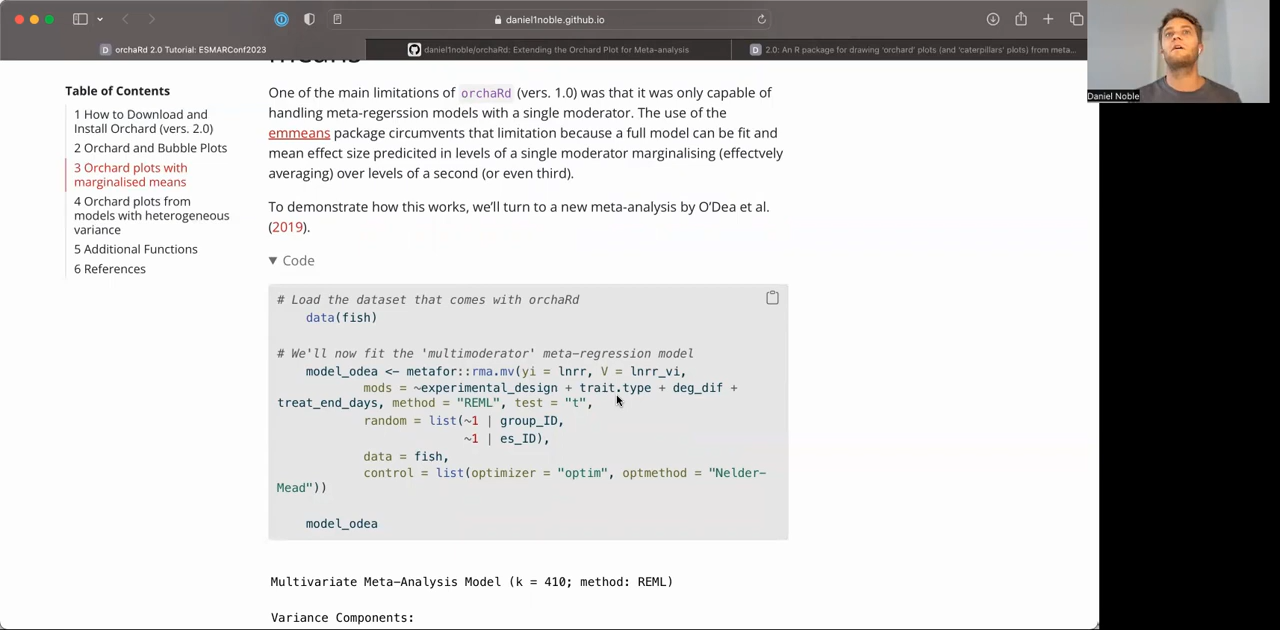 daniel1noble.github.io
orchaRd 2.0 Tutorial: ESMARConf2023
daniel1noble/orchaRd: Extending the Orchard Plot for Meta-analysis
2.0: An R package for drawing 'orchard' plots (and 'caterpillars' plots) from meta...
Daniel Noble
Table of Contents
1 How to Download and
Install Orchard (vers. 2.0)
2 Orchard and Bubble Plots
3 Orchard plots with
marginalised means
4 Orchard plots from
models with heterogeneous
variance
5 Additional Functions
6 References
means
One of the main limitations of orchaRd (vers. 1.0) was that it was only capable of
handling meta-regerssion models with a single moderator. The use of the
emmeans package circumvents that limitation because a full model can be fit and
mean effect size predicited in levels of a single moderator marginalising (effectvely
averaging) over levels of a second (or even third).
To demonstrate how this works, we'll turn to a new meta-analysis by O'Dea et al.
(2019).
▼ Code
# Load the dataset that comes with orchaRd
data(fish)
# We'll now fit the 'multimoderator' meta-regression model
model_odea <- metafor::rma.mv(yi = lnrr, V = lnrr_vi,
mods = ~experimental_design + trait.type + deg_dif +
treat_end_days, method = "REML", test = "t",
random = list(~1 | group_ID,
~1 | es_ID),
data = fish,
control = list(optimizer = "optim", optmethod = "Nelder-
Mead"))
model_odea
Multivariate Meta-Analysis Model (k = 410; method: REML)
Variance Components: